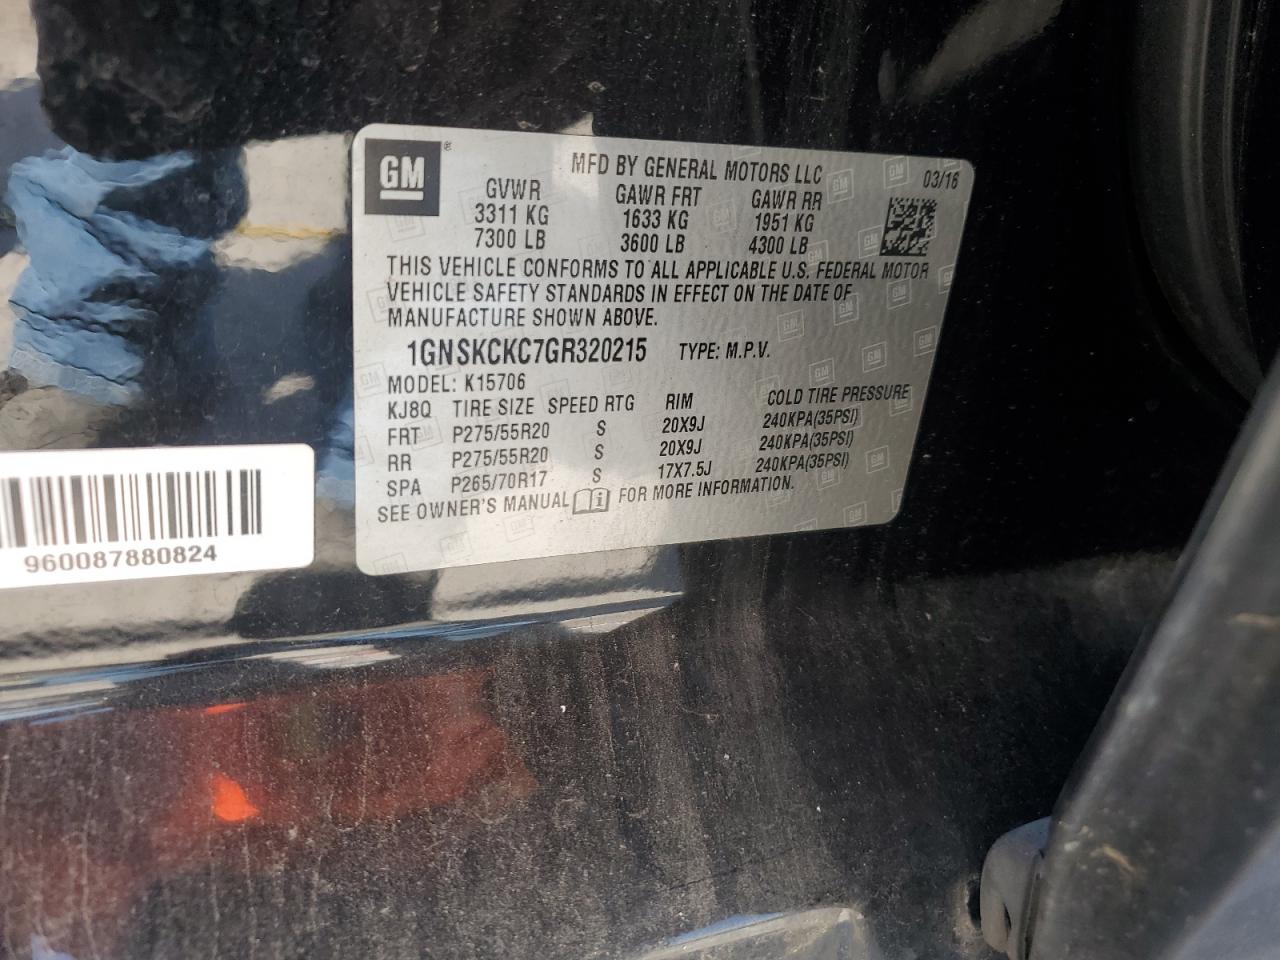 GM®
MFD BY GENERAL MOTORS LLC
03/16
GVWR GAWR FRT GAWR RR
3311 KG 1633 KG 1951 KG
7300 LB 3600 LB 4300 LB
THIS VEHICLE CONFORMS TO ALL APPLICABLE U.S. FEDERAL MOTOR
VEHICLE SAFETY STANDARDS IN EFFECT ON THE DATE OF
MANUFACTURE SHOWN ABOVE.
1GNSKCKC7GR320215 TYPE: M.P.V.
MODEL: K15706
KJ8Q TIRE SIZE SPEED RTG RIM COLD TIRE PRESSURE
FRT P275/55R20 S 20X9J 240KPA(35PSI)
RR P275/55R20 S 20X9J 240KPA(35PSI)
SPA P265/70R17 S 17X7.5J 240KPA(35PSI)
SEE OWNER'S MANUAL FOR MORE INFORMATION.
960087880824